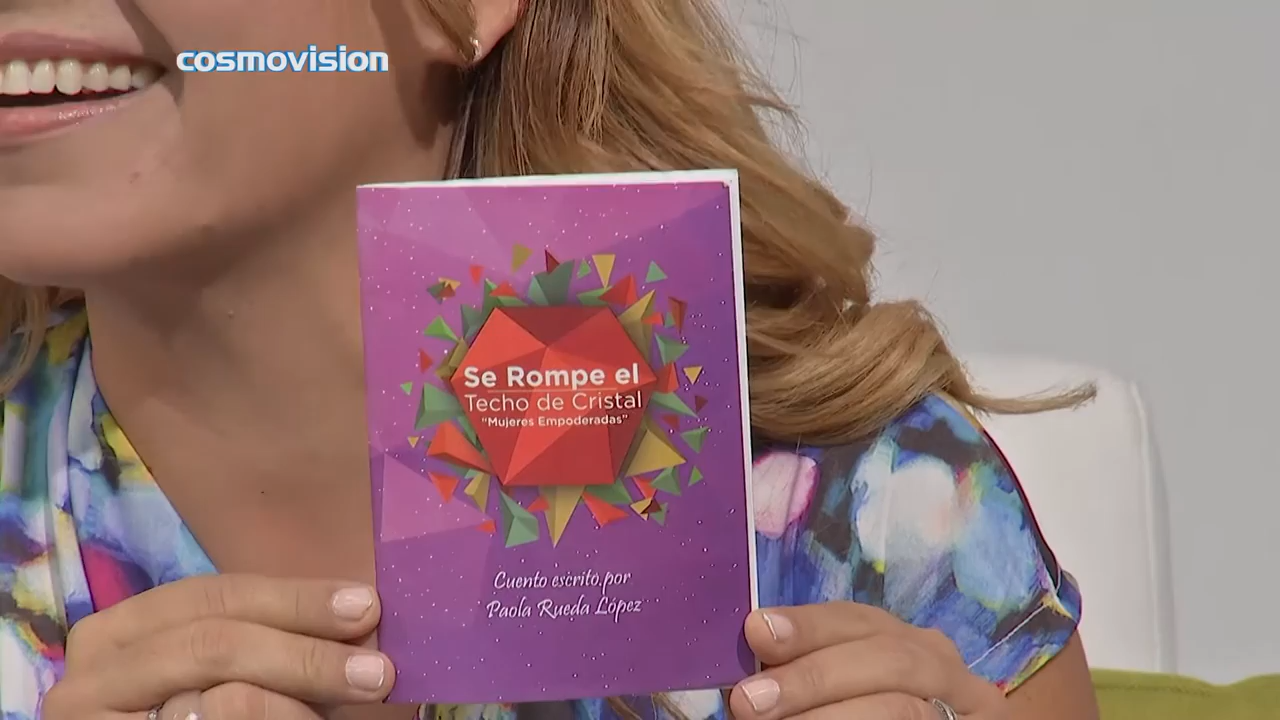 cosmovision
Se Rompe el
Techo de Cristal
"Mujeres Empoderadas"
Cuento escrito por
Paola Rueda López